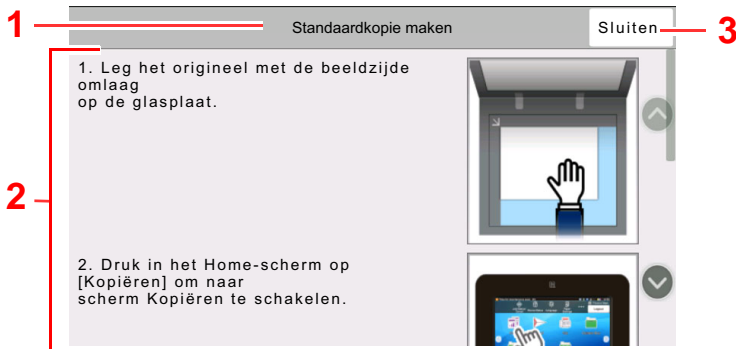 1
Standaardkopie maken
Sluiten
3
2
1. Leg het origineel met de beeldzijde
omlaag
op de glasplaat.
2. Druk in het Home-scherm op
[Kopiëren] om naar
scherm Kopiëren te schakelen.